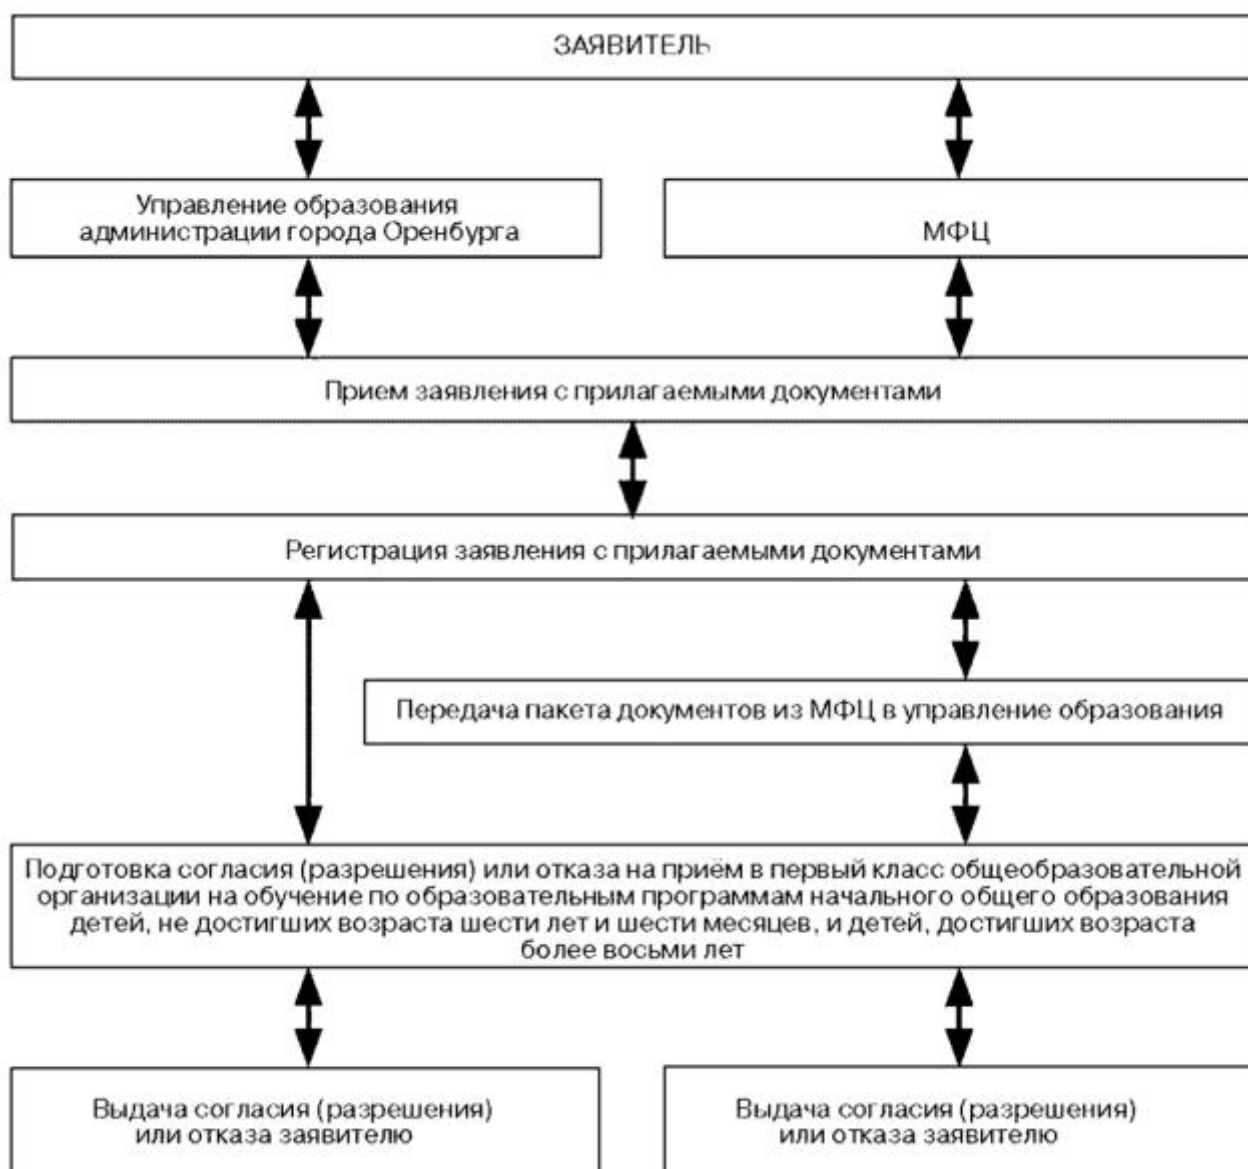 ЗАЯВИТЕЛЬ
Управление образования
администрации города Оренбурга
МФЦ
Прием заявления с прилагаемыми документами
Регистрация заявления с прилагаемыми документами
Передача пакета документов из МФЦ в управление образования
Подготовка согласия (разрешения) или отказа на приём в первый класс общеобразовательной
организации на обучение по образовательным программам начального общего образования
детей, не достигших возраста шести лет и шести месяцев, и детей, достигших возраста
более восьми лет
Выдача согласия (разрешения)
или отказа заявителю
Выдача согласия (разрешения)
или отказа заявителю